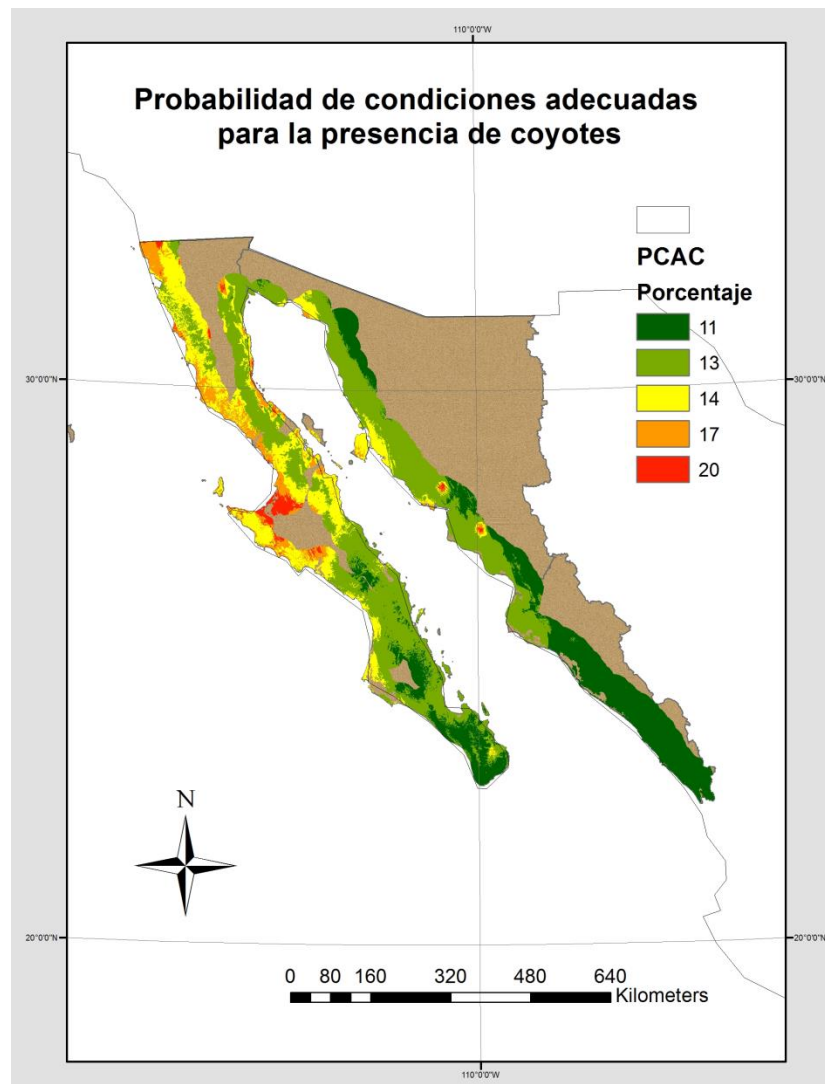 110°0'0"W
Probabilidad de condiciones adecuadas
para la presencia de coyotes
PCAC
Porcentaje
11
13
14
17
20
30°0'0"N
30°0'0"N
N
20°0'0"N
20°0'0"N
0 80 160 320 480 640
Kilometers
110°0'0"W